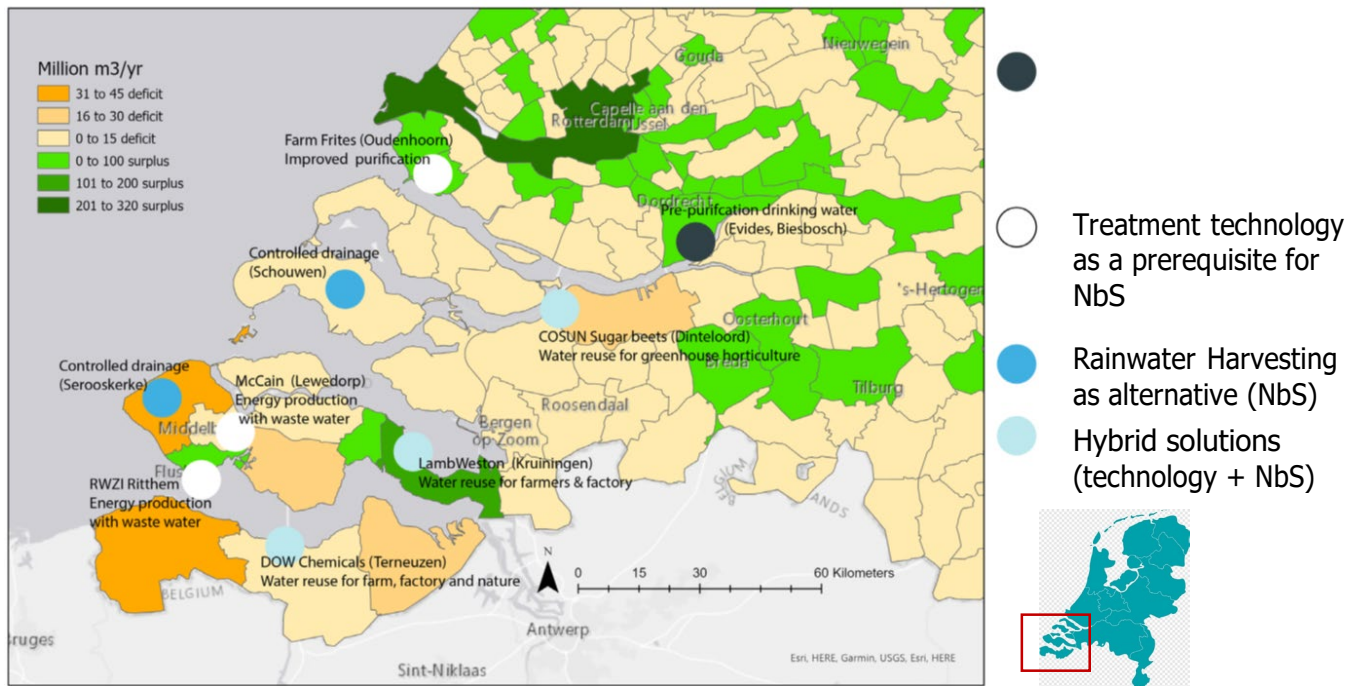 Million m3/yr
31 to 45 deficit
16 to 30 deficit
0 to 15 deficit
0 to 100 surplus
101 to 200 surplus
201 to 320 surplus
Gouda
Nieuwegein
Capelle aan den
Rotterdam
IJssel
Farm Frites (Oudenhoorn)
Improved purification
Dordrecht
Pre-purifcation drinking water
(Evides, Biesbosch)
Controlled drainage
(Schouwen)
's-Hertogen
Oosterhout
COSUN Sugar beets (Dinteloord)
Water reuse for greenhouse horticulture
Breda
Tilburg
Controlled drainage
(Serooskerke)
McCain (Lewedorp)
Energy production
with waste water
Middelb
Roosendaal
Bergen
op Zoom
LambWeston (Kruiningen)
Water reuse for farmers & factory
Flus
RWZI Ritthem
Energy production
with waste water
BELGIUM
LANDS
DOW Chemicals (Terneuzen)
Water reuse for farm, factory and nature
BELGIUM
N
0 15 30 60 Kilometers
Bruges
Antwerp
Sint-Niklaas
Esri, HERE, Garmin, USGS, Esri, HERE
Treatment technology
as a prerequisite for
NbS
Rainwater Harvesting
as alternative (NbS)
Hybrid solutions
(technology + NbS)